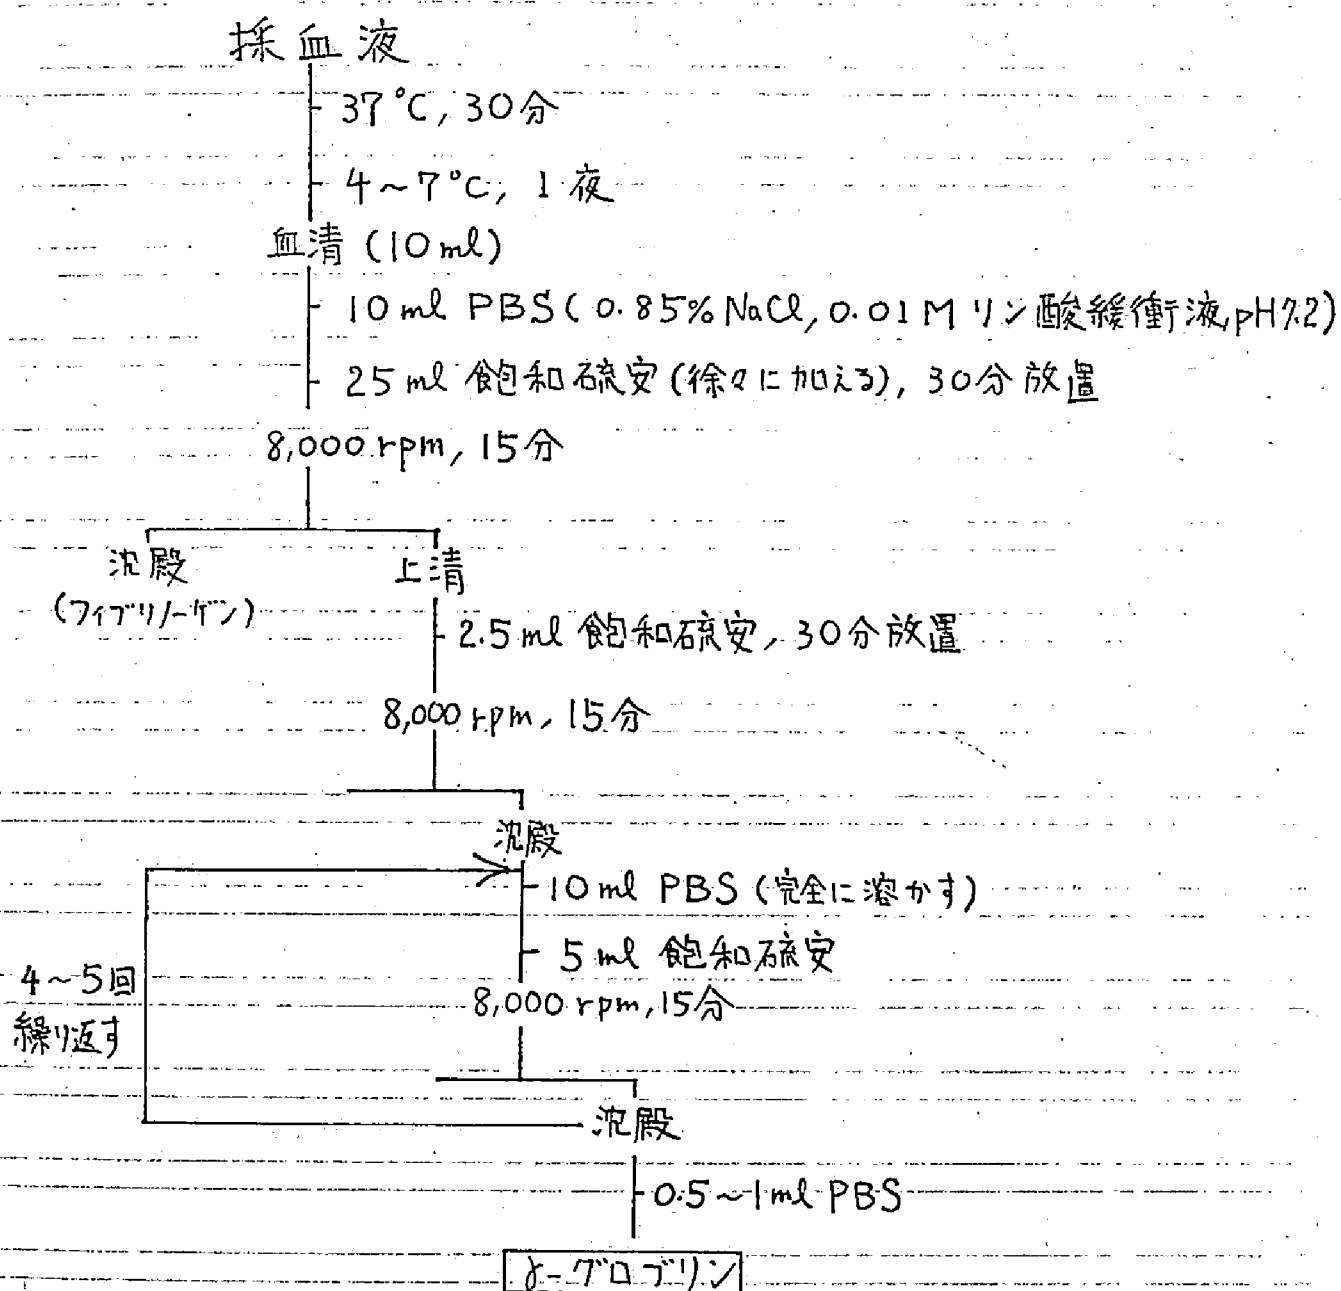 採血液
37°C, 30分
4~7°C, 1夜
血清 (10ml)
10ml PBS (0.85% NaCl, 0.01M リン酸緩衝液, pH7.2)
25ml 飽和硫安 (徐々に加える), 30分放置
8,000 rpm, 15分
沈殿 上清
(フィブリノーゲン)
2.5ml 飽和硫安, 30分放置
8,000 rpm, 15分
沈殿
10ml PBS (完全に溶かす)
5ml 飽和硫安
4~5回
繰り返す
8,000 rpm, 15分
沈殿
0.5~1ml PBS
γ-グロブリン